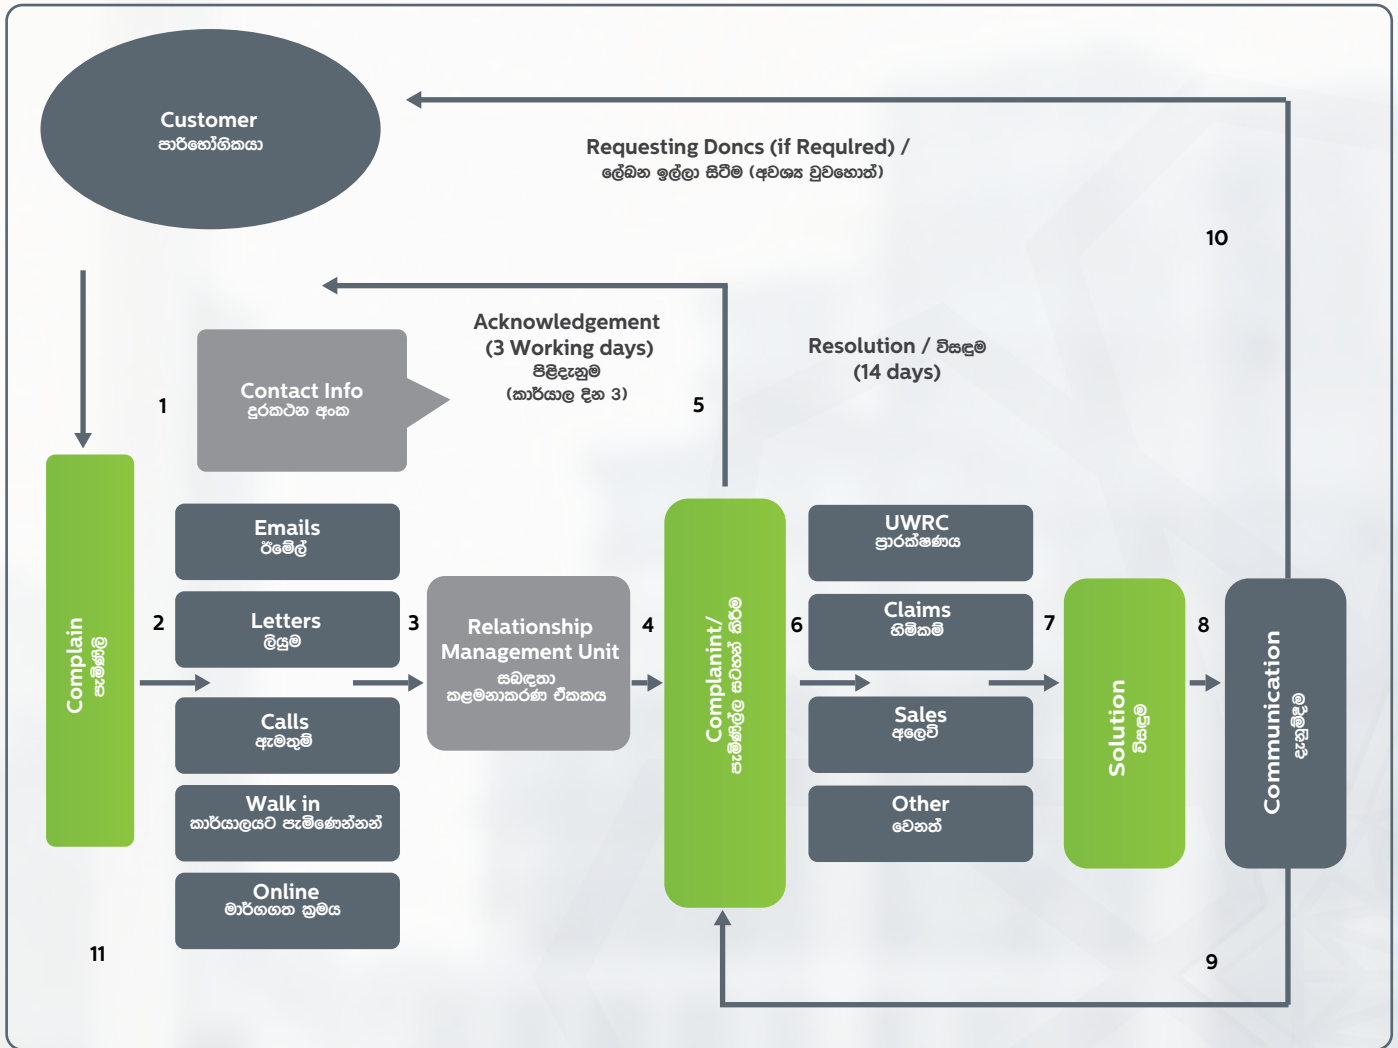 Customer
පාරිභෝගිකයා
Requesting Doncs (if Requlred) /
ලේඛන ඉල්ලා සිටීම (අවශ්‍ය වුවහොත්)
10
Acknowledgement
(3 Working days)
පිළිදැනුම
(කාර්යාල දින 3)
Resolution / විසඳුම
(14 days)
1
Contact Info
දුරකථන අංක
5
Complain
පැමිණිලි
2
Emails
ඊමේල්
Letters
ලියුම
Calls
ඇමතුම්
Walk in
කාර්යාලයට පැමිණෙන්නන්
Online
මාර්ගගත ක්‍රමය
3
Relationship
Management Unit
සබඳතා
කළමනාකරණ ඒකකය
4
Complanint/
පැමිණිල්ල සටහන් කිරීම
6
UWRC
ප්‍රාරක්ෂණය
Claims
හිමිකම්
Sales
අලෙවි
Other
වෙනත්
7
Solution
විසඳුම
8
Communication
දැනුම්දීම
11
9